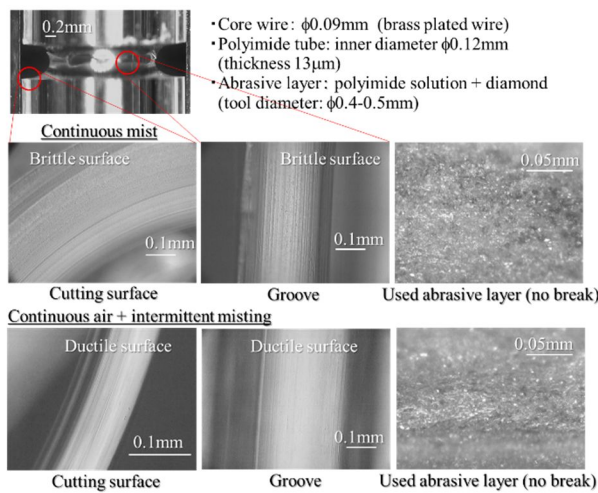 0.2mm
・Core wire: ϕ0.09mm (brass plated wire)
・Polyimide tube: inner diameter ϕ0.12mm
(thickness 13μm)
・Abrasive layer: polyimide solution + diamond
(tool diameter: ϕ0.4-0.5mm)
Continuous mist
Brittle surface
0.1mm
Brittle surface
0.1mm
0.05mm
Cutting surface
Groove
Used abrasive layer (no break)
Continuous air + intermittent misting
Ductile surface
0.1mm
Ductile surface
0.1mm
0.05mm
Cutting surface
Groove
Used abrasive layer (no break)